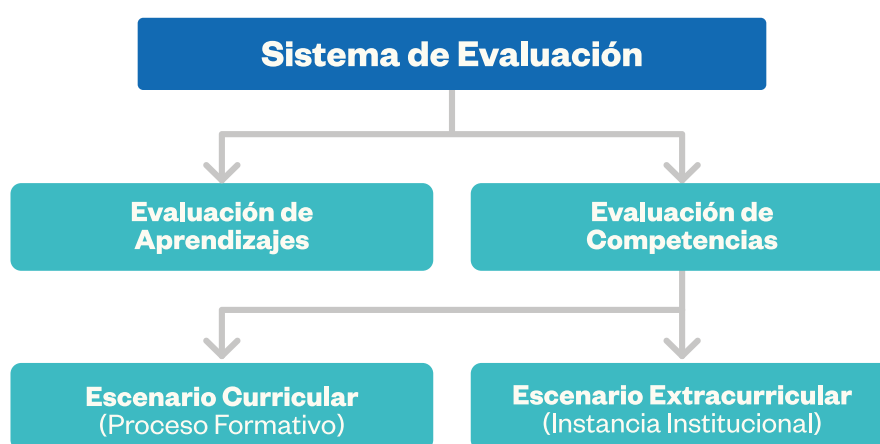 Sistema de Evaluación
Evaluación de
Aprendizajes
Evaluación de
Competencias
Escenario Curricular
(Proceso Formativo)
Escenario Extracurricular
(Instancia Institucional)